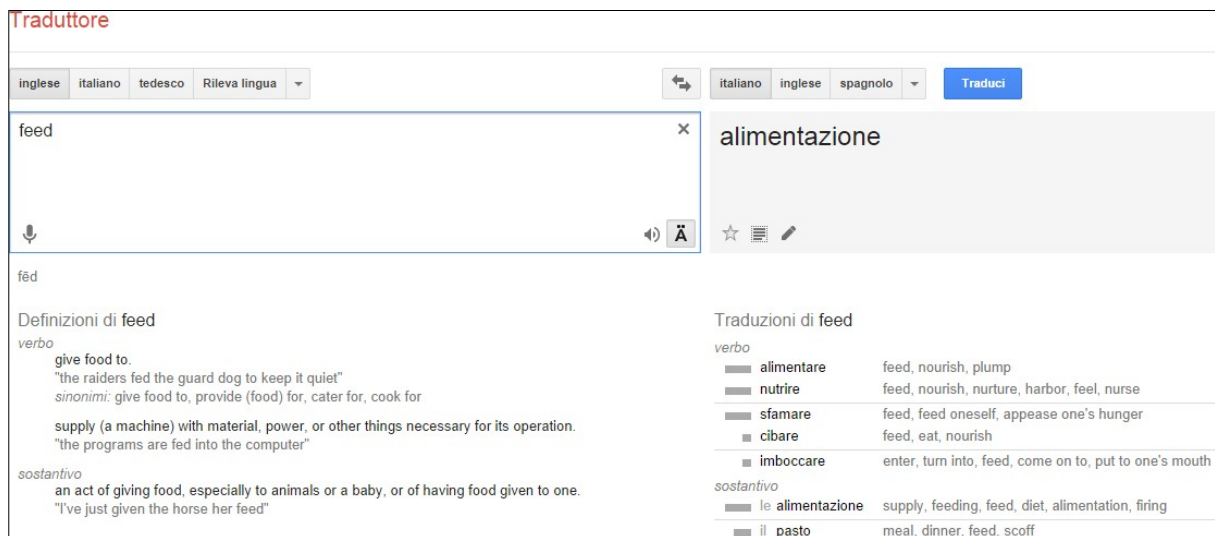 Traduttore
inglese italiano tedesco Rileva lingua
italiano inglese spagnolo Traduci
feed
alimentazione
Ä
fēd
Definizioni di feed
verbo
give food to.
"the raiders fed the guard dog to keep it quiet"
sinonimi: give food to, provide (food) for, cater for, cook for
supply (a machine) with material, power, or other things necessary for its operation.
"the programs are fed into the computer"
sostantivo
an act of giving food, especially to animals or a baby, or of having food given to one.
"I've just given the horse her feed"
Traduzioni di feed
verbo
alimentare feed, nourish, plump
nutrire feed, nourish, nurture, harbor, feel, nurse
sfamare feed, feed oneself, appease one's hunger
cibare feed, eat, nourish
imboccare enter, turn into, feed, come on to, put to one's mouth
sostantivo
le alimentazione supply, feeding, feed, diet, alimentation, firing
il pasto meal, dinner, feed, scoff